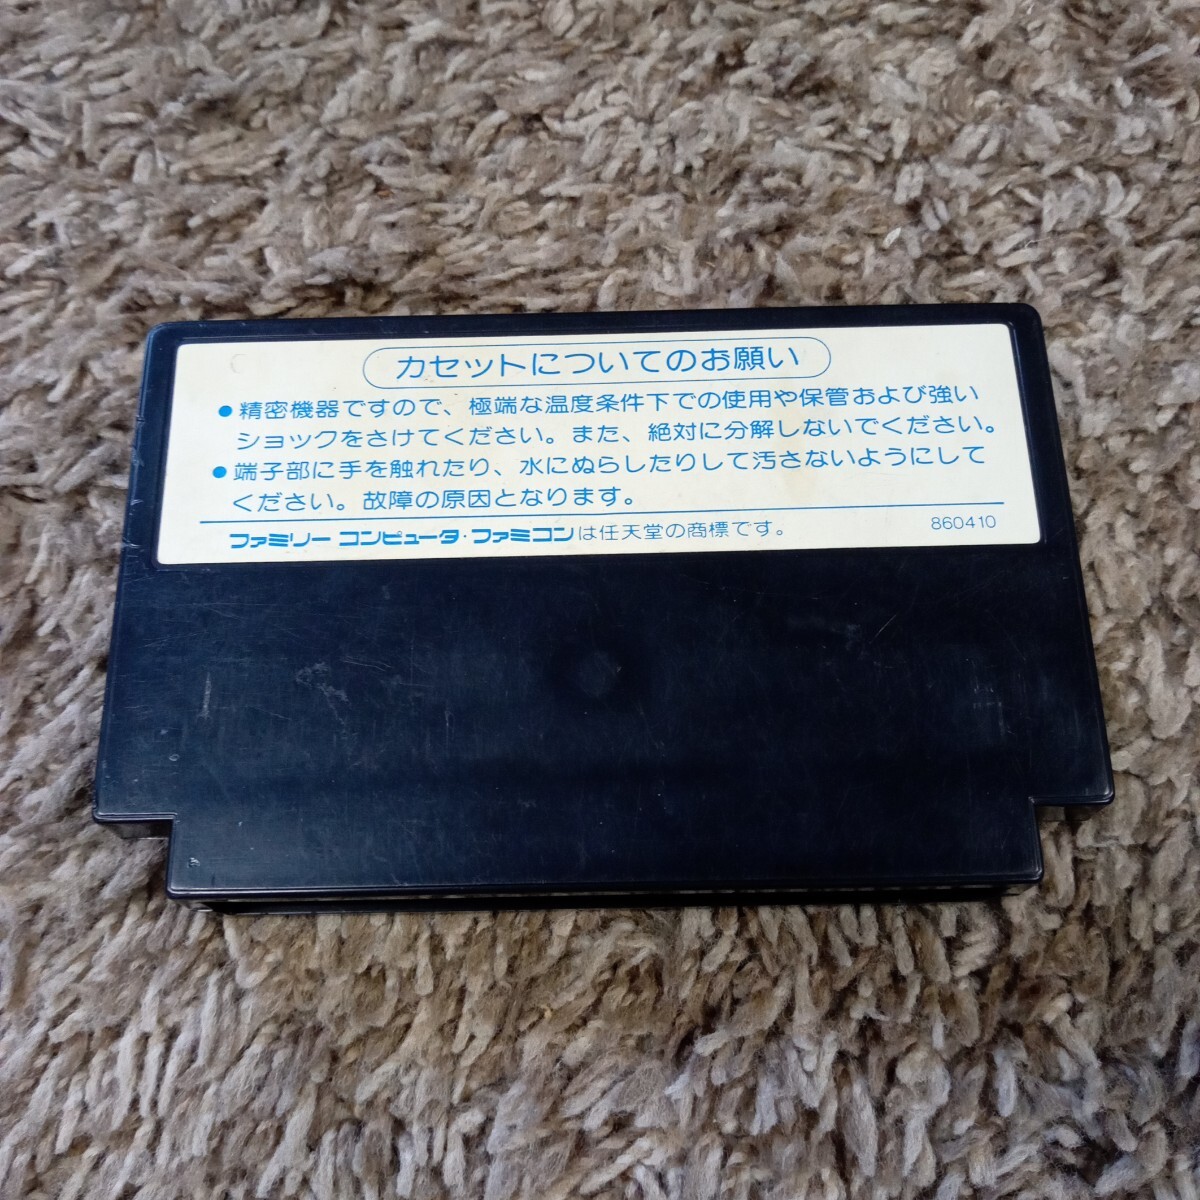 カセットについてのお願い
●精密機器ですので、極端な温度条件下での使用や保管および強い
ショックをさけてください。また、絶対に分解しないでください。
●端子部に手を触れたり、水にぬらしたりして汚さないようにして
ください。故障の原因となります。
ファミリー コンピュータ・ファミコンは任天堂の商標です。 860410